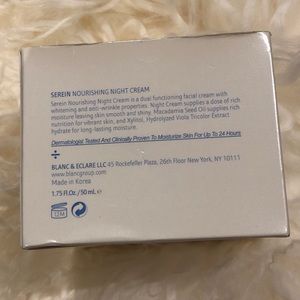 SEREIN NOURISHING NIGHT CREAM
Serein Nourishing Night Cream is a dual functioning facial cream with
whitening and anti-wrinkle properties. Night Cream supplies a dose of rich
moisture leaving skin smooth and shiny. Macadamia Seed Oil supplies rich
nutrition for vibrant skin, and Xylitol, Hydrolyzed Viola Tricolor Extract
hydrate for long-lasting moisture.
Dermatologist Tested And Clinically Proven To Moisturize Skin For Up To 24 Hours
BLANC & ECLARE LLC 45 Rockefeller Plaza, 26th Floor New York, NY 10111
www.blancgroup.com
Made in Korea
1.75 Fl.Oz./ 50 mL ℮
12M